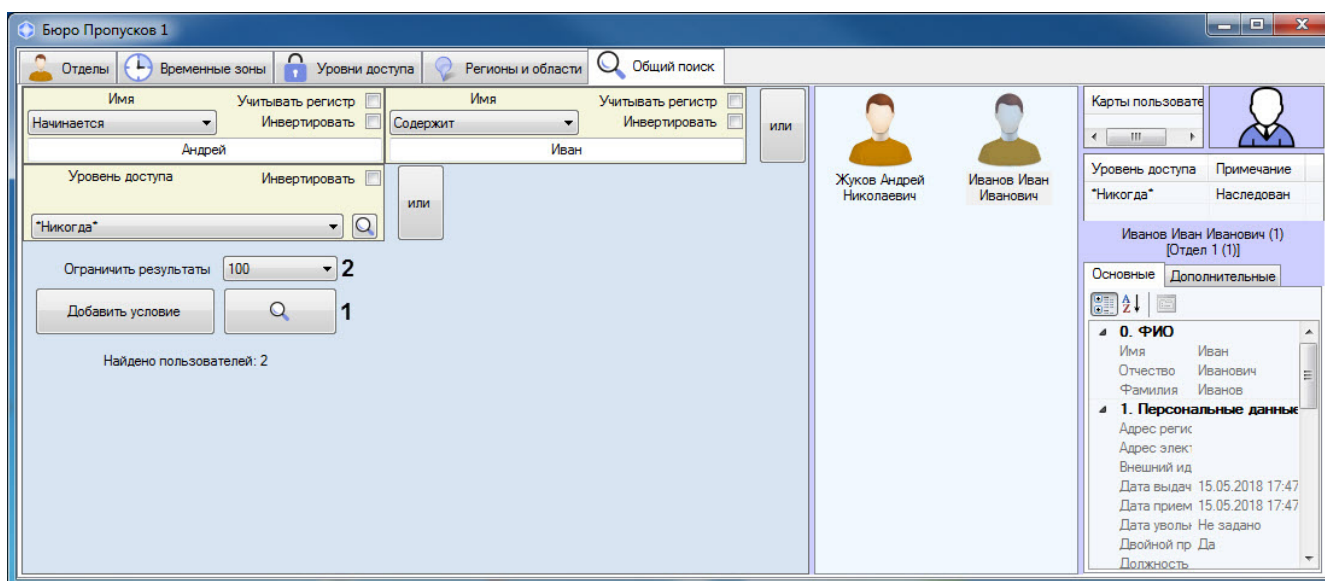 Бюро Пропусков 1
Отделы Временные зоны Уровни доступа Регионы и области Общий поиск
Имя Учитывать регистр
Начинается Инвертировать
Андрей
Имя Учитывать регистр
Содержит Инвертировать
Иван
или
Уровень доступа Инвертировать
*Никогда*
или
Ограничить результаты 100 2
Добавить условие 1
Найдено пользователей: 2
Жуков Андрей
Николаевич
Иванов Иван
Иванович
Карты пользовате
Уровень доступа Примечание
*Никогда* Наследован
Иванов Иван Иванович (1)
[Отдел 1 (1)]
Основные Дополнительные
0. ФИО
Имя Иван
Отчество Иванович
Фамилия Иванов
1. Персональные данные
Адрес регис
Адрес элект
Внешний ид
Дата выдач 15.05.2018 17:47
Дата прием 15.05.2018 17:47
Дата увольн Не задано
Двойной пр Да
Должность